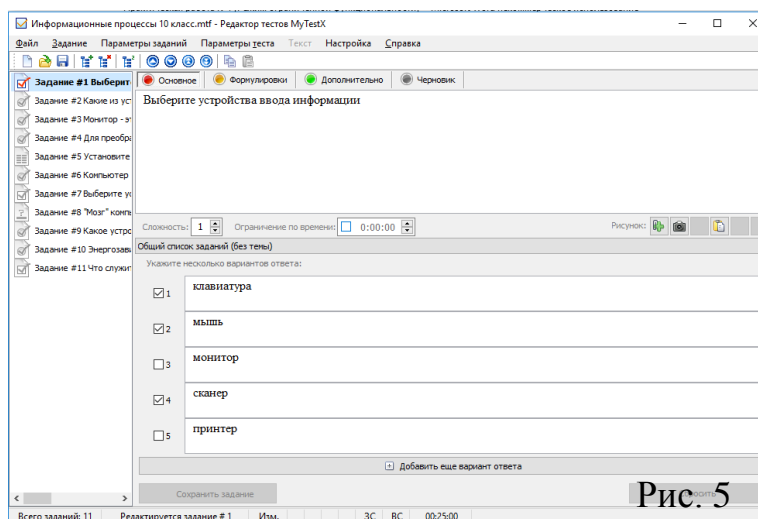 Информационные процессы 10 класс.mtf - Редактор тестов MyTestX
Файл Задание Параметры заданий Параметры теста Текст Настройка Справка
Задание #1 Выберит
Задание #2 Какие из уст
Задание #3 Монитор - э
Задание #4 Для преобра
Задание #5 Установите
Задание #6 Компьютер
Задание #7 Выберите ус
Задание #8 "Мозг" компь
Задание #9 Какое устро
Задание #10 Энергозав
Задание #11 Что служит
Основное Формулировки Дополнительно Черновик
Выберите устройства ввода информации
Сложность: 1 Ограничение по времени: 0:00:00 Рисунок:
Общий список заданий (без темы)
Укажите несколько вариантов ответа:
1 клавиатура
2 мышь
3 монитор
4 сканер
5 принтер
Добавить еще вариант ответа
Сохранить задание
Рис. 5
Всего заданий: 11 Редактируется задание # 1 Изм. ЗС ВС 00:25:00